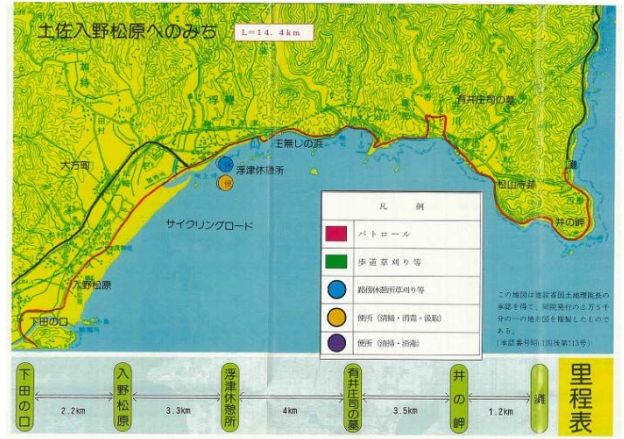 土佐入野松原へのみち
L=14.4km
有井庄司の墓
王無しの浜
大方町
浮津休憩所
松山寺跡
灘
サイクリングロード
井の岬
入野松原
下田の口
凡例
パトロール
歩道草刈り等
路傍休憩所草刈り等
便所(清掃・消毒・汲取)
便所(清掃・消毒)
この地図は建設省国土地理院長の
承認を得て、同院発行の2万5千
分の一の地形図を複製したもので
ある。
下田の口
2.2km
入野松原
3.3km
浮津休憩所
4km
有井庄司の墓
3.5km
井の岬
1.2km
灘
里程表